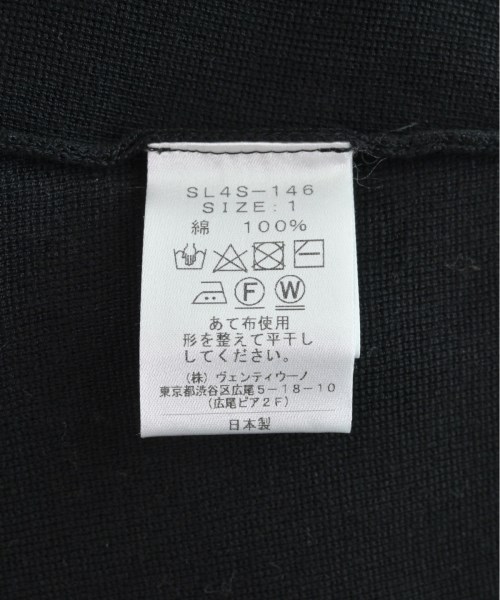 SL4S-146
SIZE:1
綿 100%
F W
あて布使用
形を整えて平干し
してください。
(株)ヴェンティウーノ
東京都渋谷区広尾5-18-10
(広尾ピア2F)
日本製